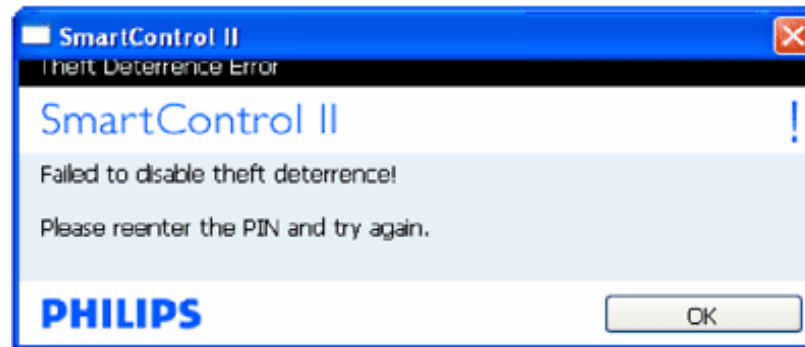 SmartControl II
Theft Deterrence Error
SmartControl II
!
Failed to disable theft deterrence!
Please reenter the PIN and try again.
PHILIPS
OK